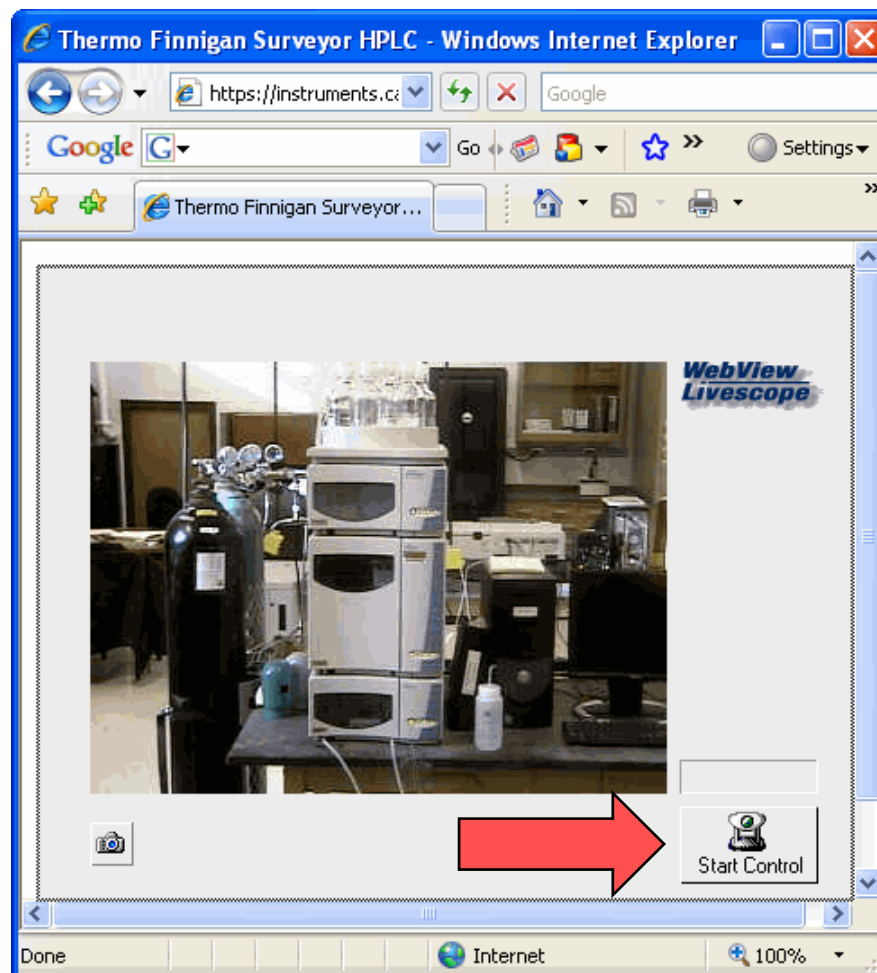 Thermo Finnigan Surveyor HPLC - Windows Internet Explorer
https://instruments.ca
Google
Google G Go » Settings
Thermo Finnigan Surveyor... »
WebView
Livescope
Start Control
Done Internet 100%